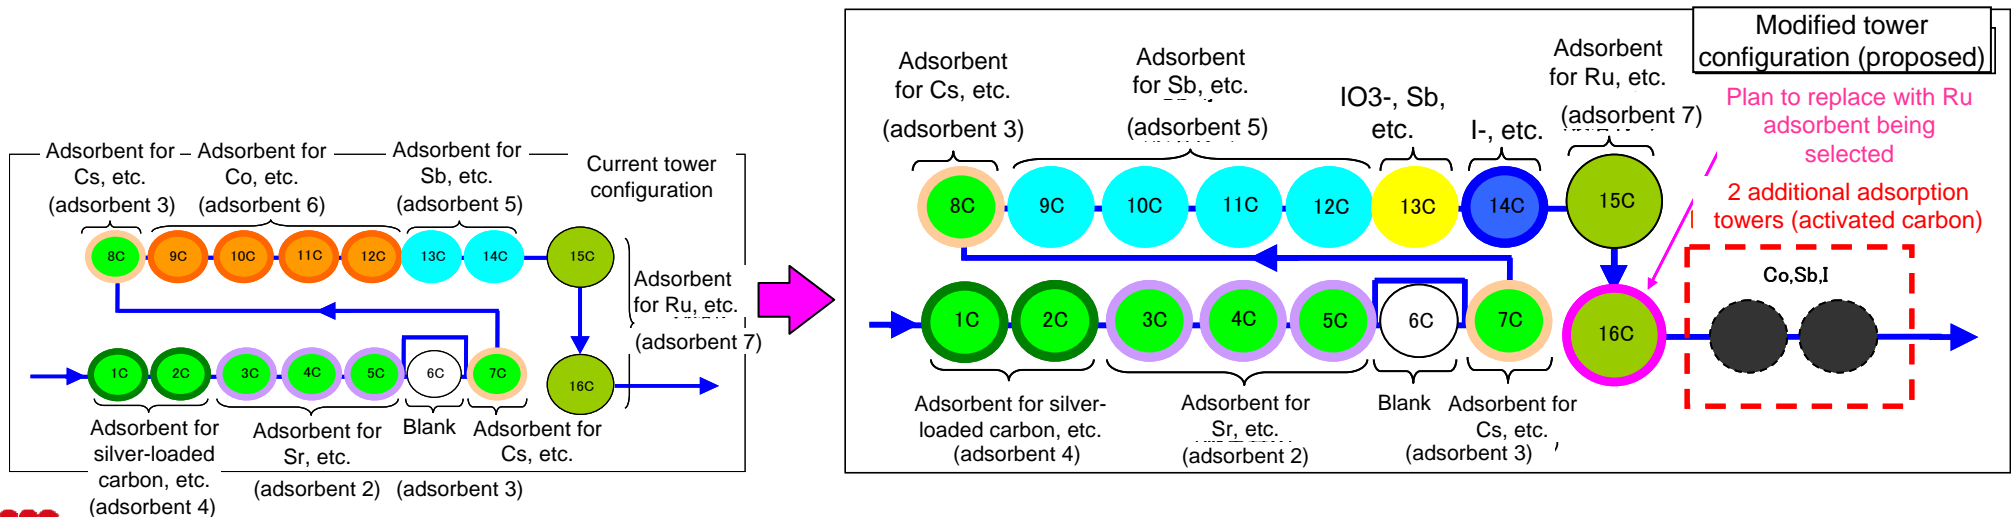 Adsorbent for
Cs, etc.
(adsorbent 3)
Adsorbent for
Co, etc.
(adsorbent 6)
Adsorbent for
Sb, etc.
(adsorbent 5)
Current tower
configuration
8C
9C
10C
11C
12C
13C
14C
15C
Adsorbent
for Ru, etc.
(adsorbent 7)
1C
2C
3C
4C
5C
6C
7C
16C
Adsorbent for
silver-loaded
carbon, etc.
(adsorbent 4)
Adsorbent for
Sr, etc.
(adsorbent 2)
Blank
Adsorbent for
Cs, etc.
(adsorbent 3)
Modified tower
configuration (proposed)
Adsorbent
for Cs, etc.
(adsorbent 3)
Adsorbent
for Sb, etc.
(adsorbent 5)
IO3-, Sb,
etc.
I-, etc.
Adsorbent
for Ru, etc.
(adsorbent 7)
Plan to replace with Ru
adsorbent being
selected
2 additional adsorption
towers (activated carbon)
8C
9C
10C
11C
12C
13C
14C
15C
Co,Sb,I
1C
2C
3C
4C
5C
6C
7C
16C
Adsorbent for silver-
loaded carbon, etc.
(adsorbent 4)
Adsorbent for
Sr, etc.
(adsorbent 2)
Blank
Adsorbent for
Cs, etc.
(adsorbent 3)